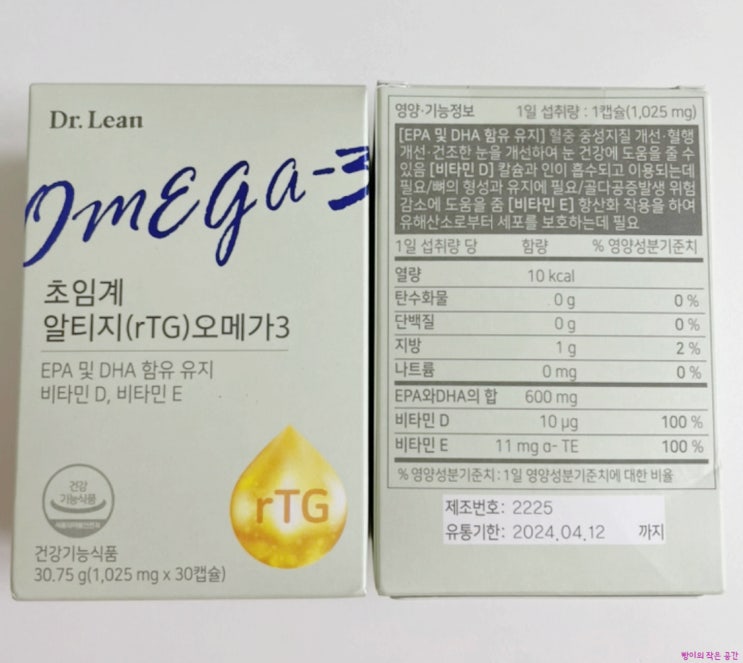 Dr. Lean
OmEGa-3
초임계
알티지(rTG)오메가3
EPA 및 DHA 함유 유지
비타민 D, 비타민 E
건강
기능식품
식품의약품안전처
rTG
건강기능식품
30.75 g(1,025 mg x 30캡슐)
영양·기능정보 1일 섭취량 : 1캡슐(1,025 mg)
[EPA 및 DHA 함유 유지] 혈중 중성지질 개선·혈행
개선·건조한 눈을 개선하여 눈 건강에 도움을 줄 수
있음 [비타민 D] 칼슘과 인이 흡수되고 이용되는데
필요/뼈의 형성과 유지에 필요/골다공증발생 위험
감소에 도움을 줌 [비타민 E] 항산화 작용을 하여
유해산소로부터 세포를 보호하는데 필요
1일 섭취량 당 함량 % 영양성분기준치
열량 10 kcal
탄수화물 0 g 0 %
단백질 0 g 0 %
지방 1 g 2 %
나트륨 0 mg 0 %
EPA와DHA의 합 600 mg
비타민 D 10 μg 100 %
비타민 E 11 mg α- TE 100 %
% 영양성분기준치 : 1일 영양성분기준치에 대한 비율
제조번호: 2225
유통기한: 2024.04.12 까지
빵이의 작은 공간